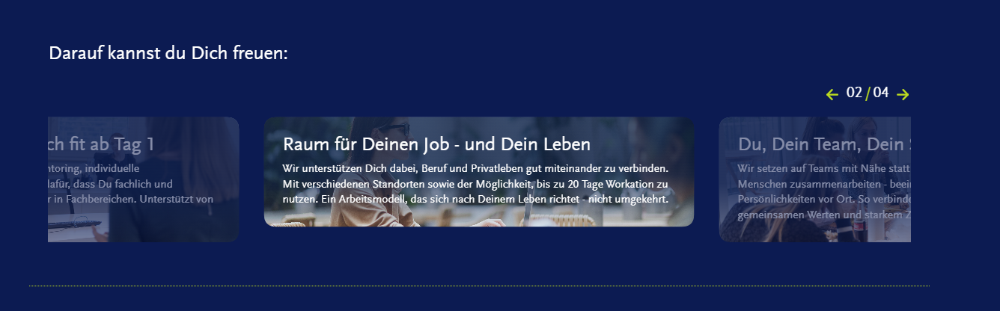 Darauf kannst du Dich freuen:
02 / 04
ch fit ab Tag 1
ntoring, individuelle
dafür, dass Du fachlich und
r in Fachbereichen. Unterstützt von
Raum für Deinen Job - und Dein Leben
Wir unterstützen Dich dabei, Beruf und Privatleben gut miteinander zu verbinden.
Mit verschiedenen Standorten sowie der Möglichkeit, bis zu 20 Tage Workation zu
nutzen. Ein Arbeitsmodell, das sich nach Deinem Leben richtet - nicht umgekehrt.
Du, Dein Team, Dein
Wir setzen auf Teams mit Nähe statt
Menschen zusammenarbeiten - beei
Persönlichkeiten vor Ort. So verbinde
gemeinsamen Werten und starkem Z